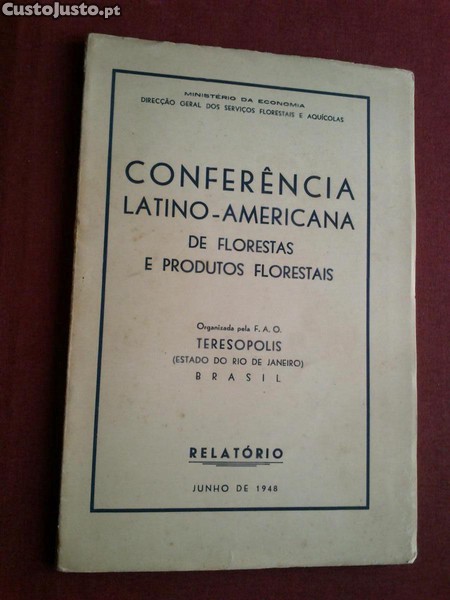 CustoJusto.pt
MINISTÉRIO DA ECONOMIA
DIRECÇÃO GERAL DOS SERVIÇOS FLORESTAIS E AQUÍCOLAS
CONFERÊNCIA
LATINO-AMERICANA
DE FLORESTAS
E PRODUTOS FLORESTAIS
Organizada pela F. A. O.
TERESOPOLIS
(ESTADO DO RIO DE JANEIRO)
BRASIL
RELATÓRIO
JUNHO DE 1948